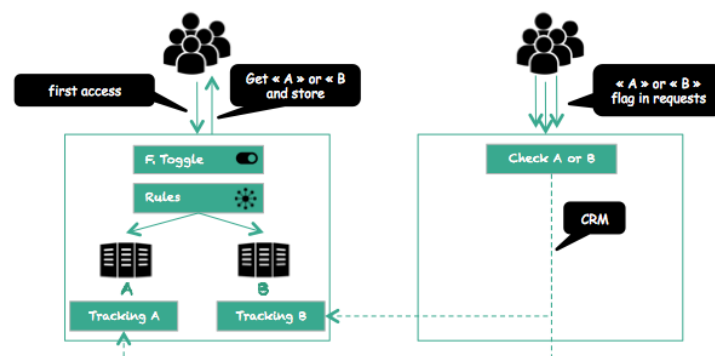 first access
Get « A » or « B
and store
« A » or « B »
flag in requests
F. Toggle
Rules
A
B
Tracking A
Tracking B
Check A or B
CRM